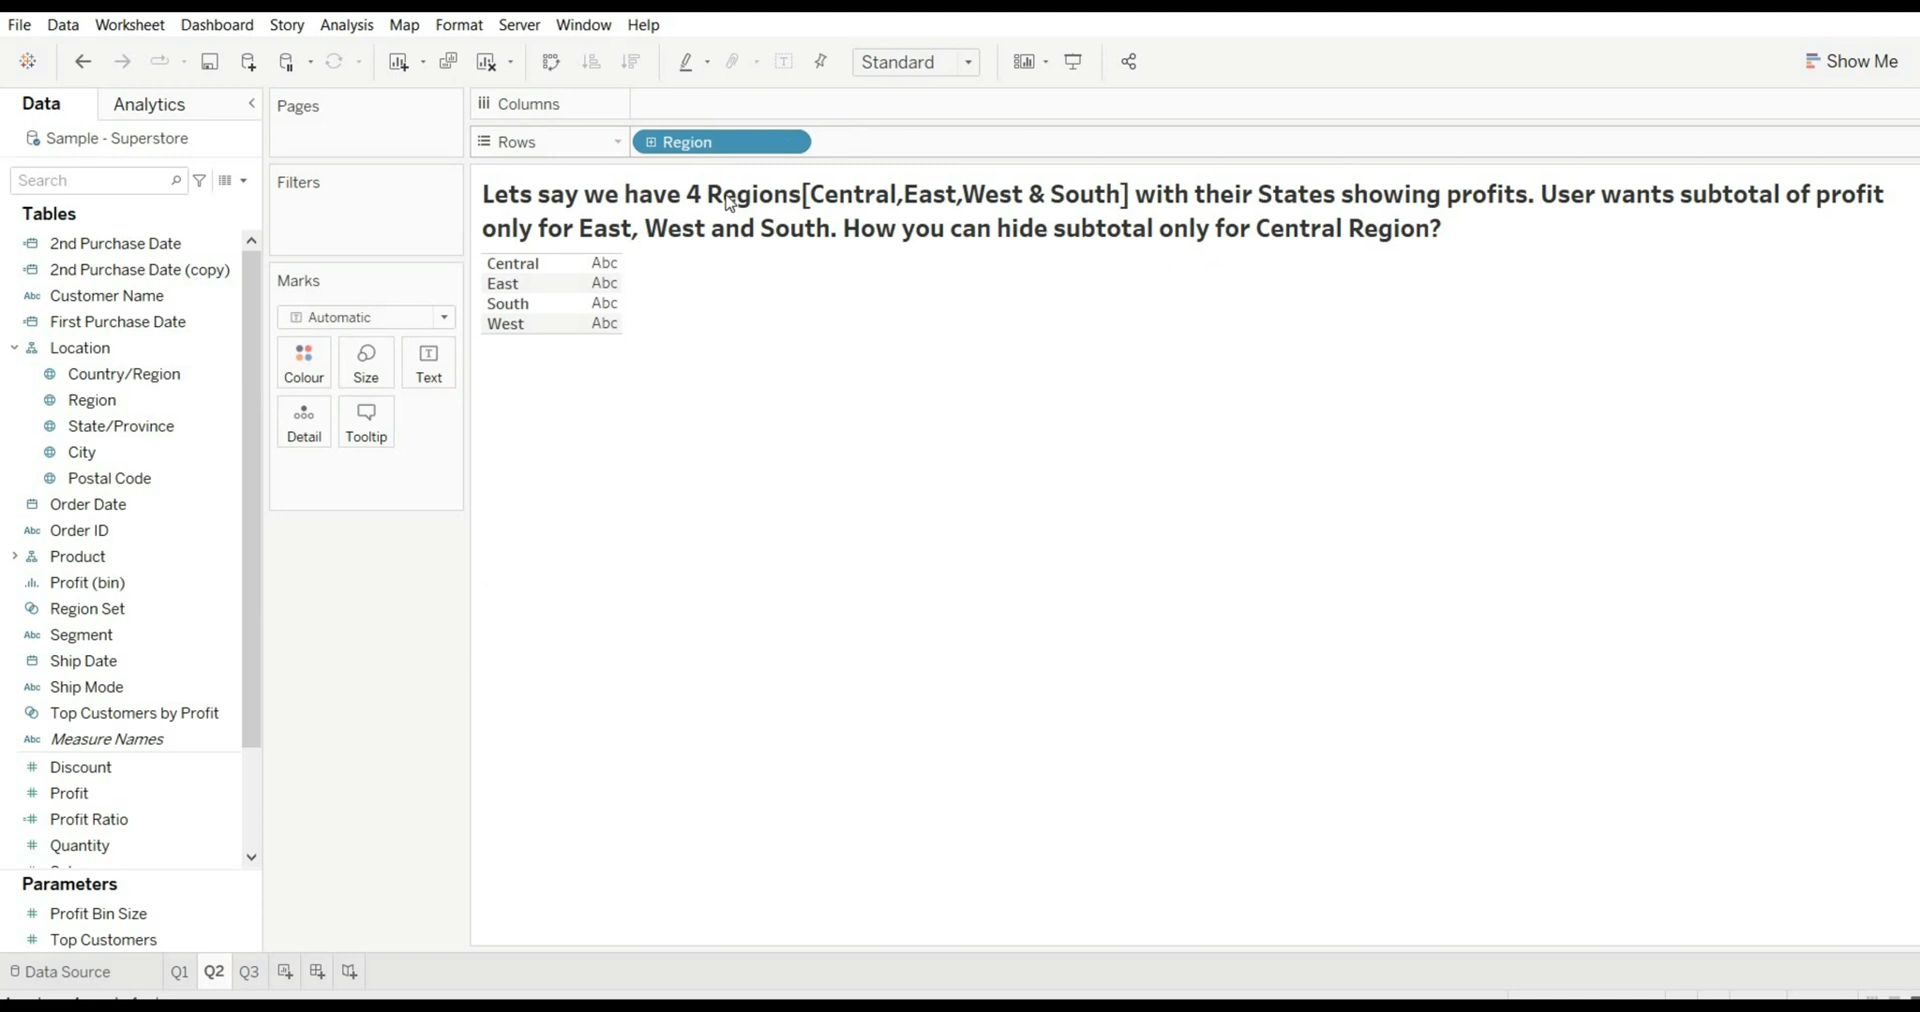 File Data Worksheet Dashboard Story Analysis Map Format Server Window Help
Standard
Show Me
Data Analytics
Sample - Superstore
Search
Tables
2nd Purchase Date
2nd Purchase Date (copy)
Abc Customer Name
First Purchase Date
Location
Country/Region
Region
State/Province
City
Postal Code
Order Date
Abc Order ID
Product
Profit (bin)
Region Set
Abc Segment
Ship Date
Abc Ship Mode
Top Customers by Profit
Abc Measure Names
# Discount
# Profit
=# Profit Ratio
# Quantity
Parameters
# Profit Bin Size
# Top Customers
Pages
Filters
Marks
Automatic
Colour Size Text
Detail Tooltip
Columns
Rows Region
Lets say we have 4 Regions[Central,East,West & South] with their States showing profits. User wants subtotal of profit
only for East, West and South. How you can hide subtotal only for Central Region?
Central Abc
East Abc
South Abc
West Abc
Data Source Q1 Q2 Q3